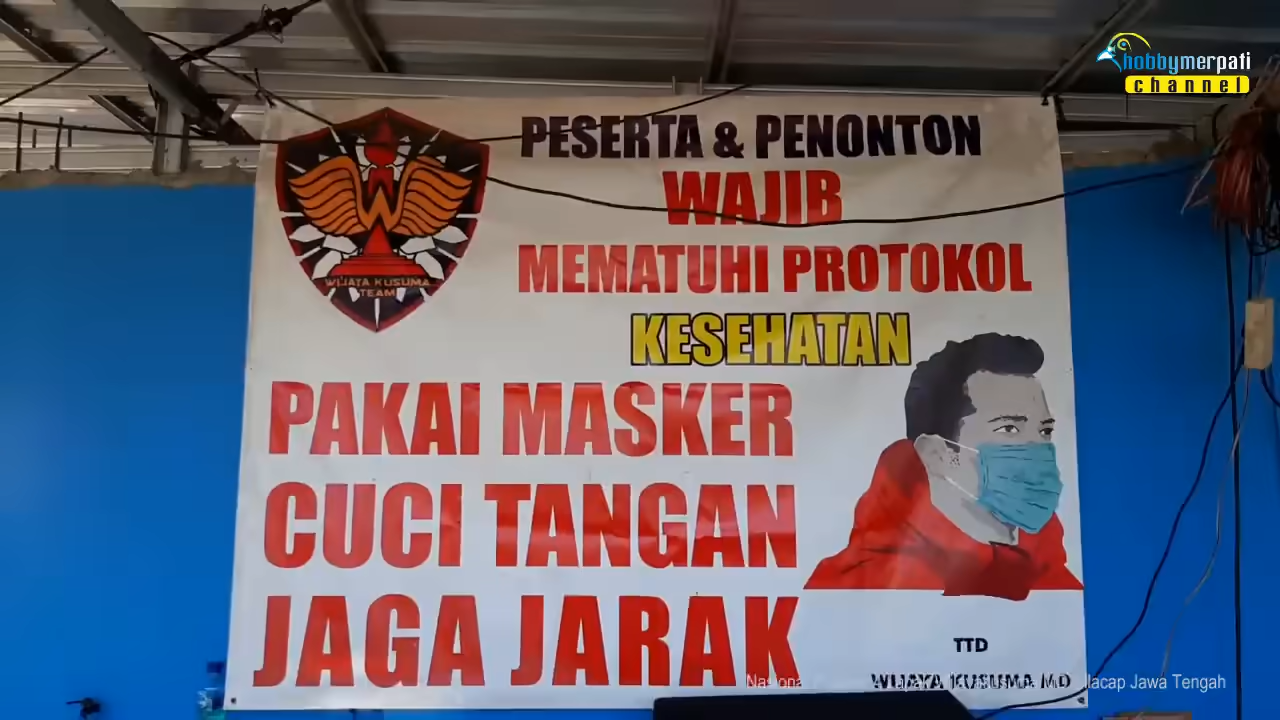 hobbymerpati
channel
PESERTA & PENONTON
WAJIB
MEMATUHI PROTOKOL
KESEHATAN
WIJAYA KUSUMA
TEAM
PAKAI MASKER
CUCI TANGAN
JAGA JARAK
TTD
WIJAYA KUSUMA MD
Jawa Tengah